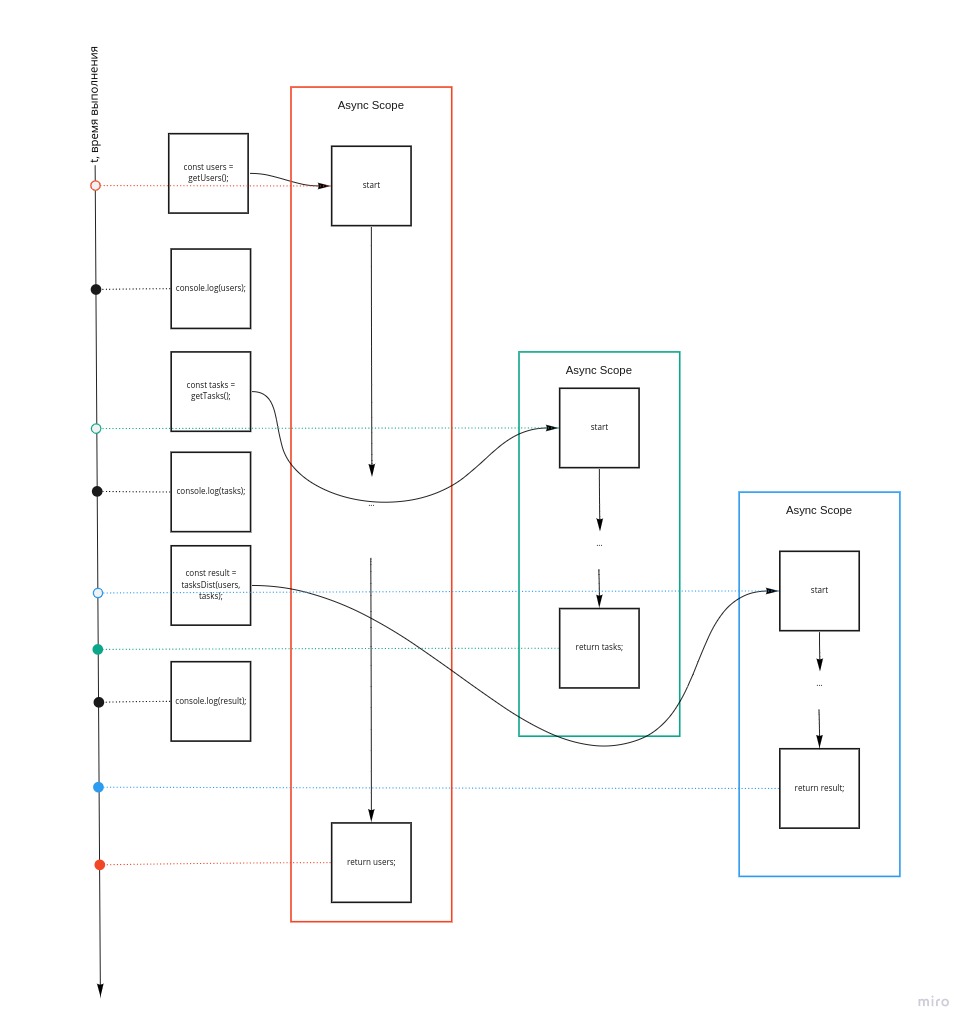 t, время выполнения
Async Scope
const users =
getUsers();
start
console.log(users);
Async Scope
const tasks =
getTasks();
start
console.log(tasks);
...
Async Scope
...
const result =
tasksDist(users,
tasks);
start
return tasks;
console.log(result);
...
return result;
return users;
miro